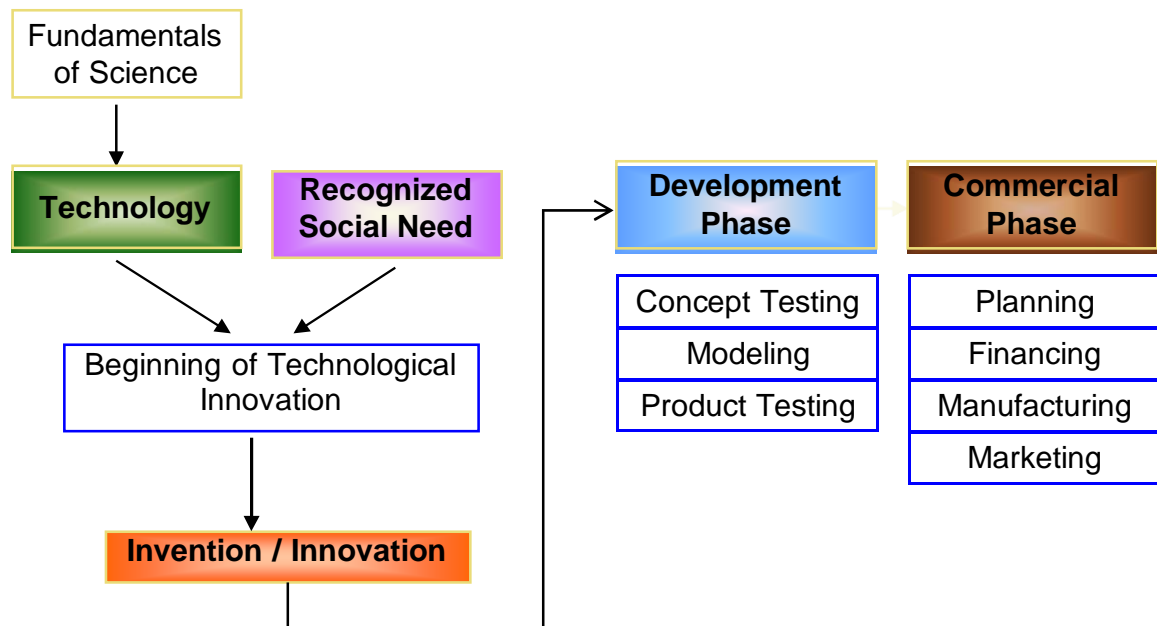 Fundamentals
of Science
Technology
Recognized
Social Need
Beginning of Technological
Innovation
Invention / Innovation
Development
Phase
Concept Testing
Modeling
Product Testing
Commercial
Phase
Planning
Financing
Manufacturing
Marketing